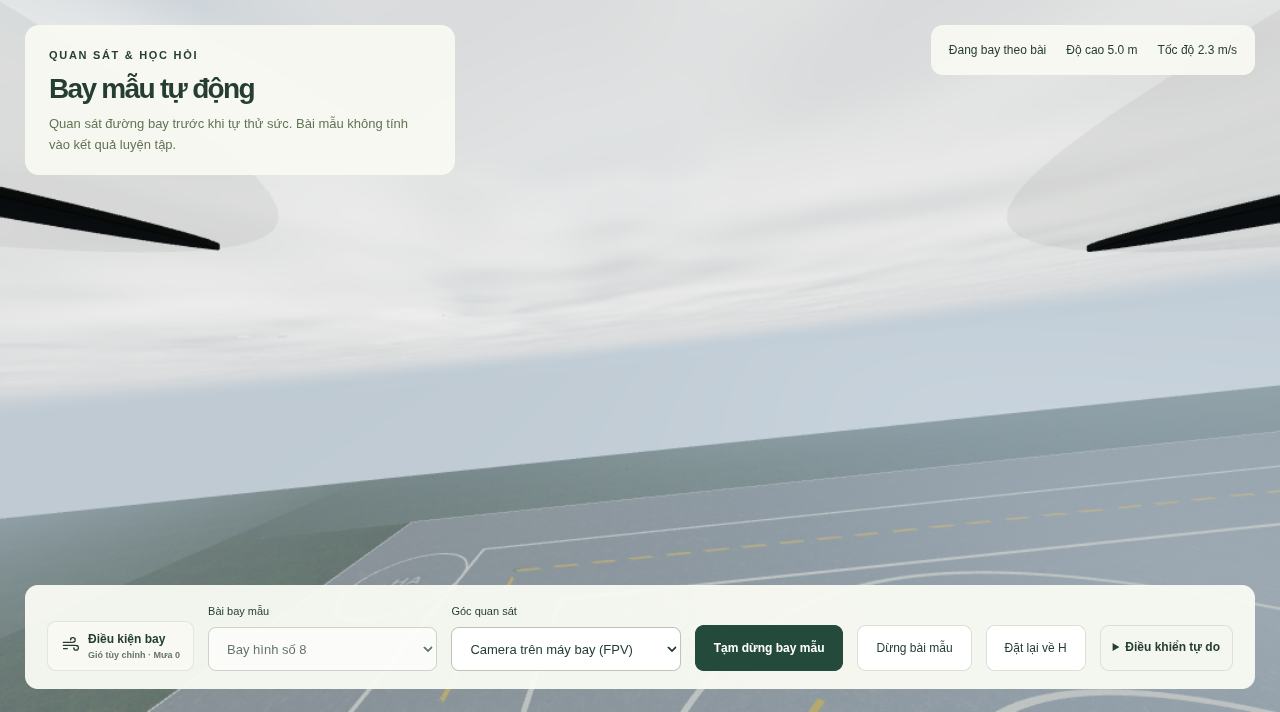 QUAN SÁT & HỌC HỎI
Bay mẫu tự động
Quan sát đường bay trước khi tự thử sức. Bài mẫu không tính
vào kết quả luyện tập.
Đang bay theo bài Độ cao 5.0 m Tốc độ 2.3 m/s
Điều kiện bay
Gió tùy chỉnh · Mưa 0
Bài bay mẫu
Bay hình số 8
Góc quan sát
Camera trên máy bay (FPV)
Tạm dừng bay mẫu
Dừng bài mẫu
Đặt lại về H
Điều khiển tự do